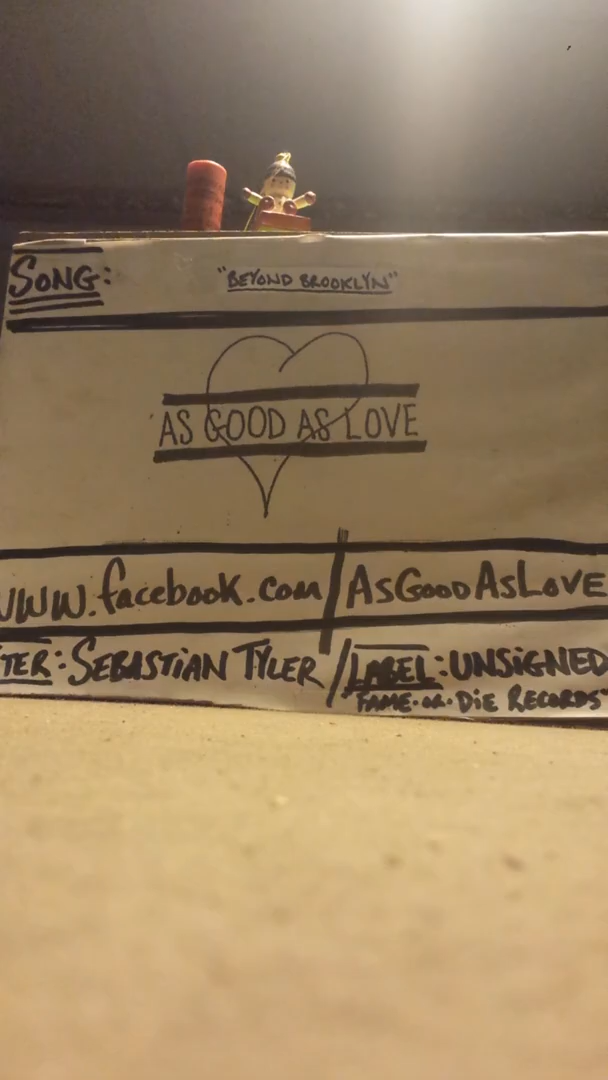 SONG: "BEYOND BROOKLYN"
AS GOOD AS LOVE
www.facebook.com/AsGoodAsLove
TER: SEBASTIAN TYLER / LABEL: UNSIGNED
"FAME·OR·DiE RECORDS"